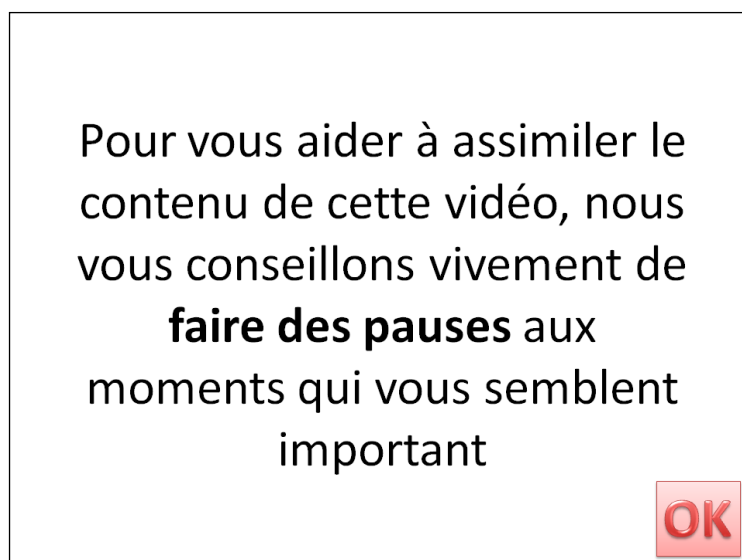 Pour vous aider à assimiler le
contenu de cette vidéo, nous
vous conseillons vivement de
faire des pauses aux
moments qui vous semblent
important
OK